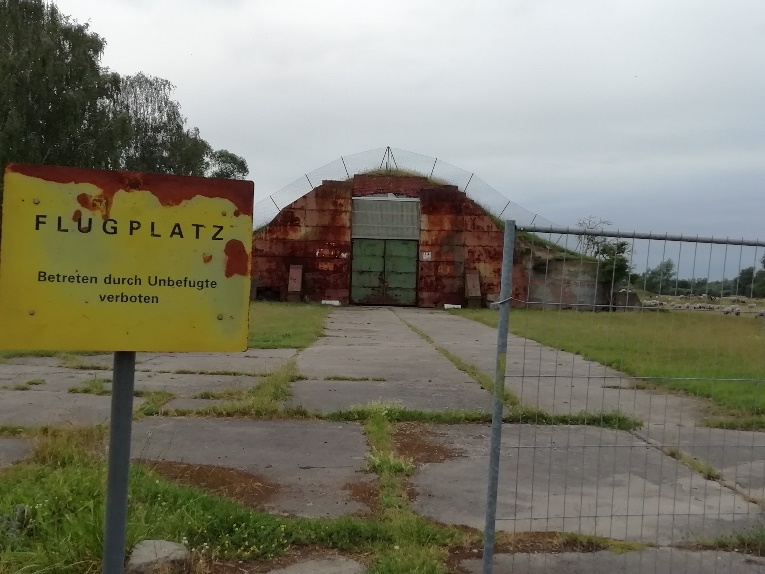 FLUGPLATZ
Betreten durch Unbefugte
verboten